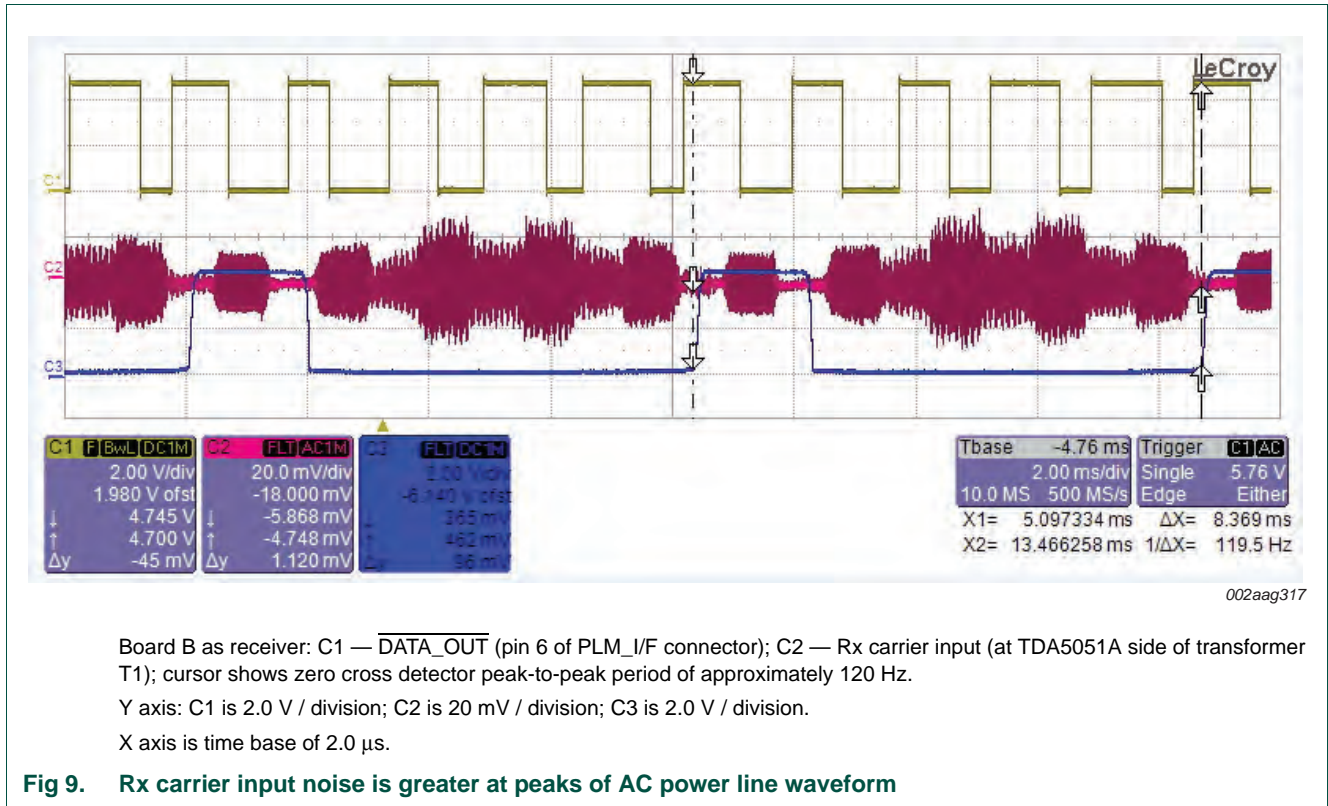 LeCroy
C1
C2
C3
C1 F BwL DC1M
2.00 V/div
1.980 V ofst
↓ 4.745 V
↑ 4.700 V
Δy -45 mV
C2 FLT AC1M
20.0 mV/div
-18.000 mV
↓ -5.868 mV
↑ -4.748 mV
Δy 1.120 mV
C3 FLT DC1M
2.00 V/div
-6.140 V ofst
↓ 365 mV
↑ 462 mV
Δy 96 mV
Tbase -4.76 ms
2.00 ms/div
10.0 MS 500 MS/s
Trigger C1 AC
Single 5.76 V
Edge Either
X1= 5.097334 ms ΔX= 8.369 ms
X2= 13.466258 ms 1/ΔX= 119.5 Hz
002aag317
Board B as receiver: C1 — DATA_OUT (pin 6 of PLM_I/F connector); C2 — Rx carrier input (at TDA5051A side of transformer
T1); cursor shows zero cross detector peak-to-peak period of approximately 120 Hz.
Y axis: C1 is 2.0 V / division; C2 is 20 mV / division; C3 is 2.0 V / division.
X axis is time base of 2.0 μs.
Fig 9. Rx carrier input noise is greater at peaks of AC power line waveform